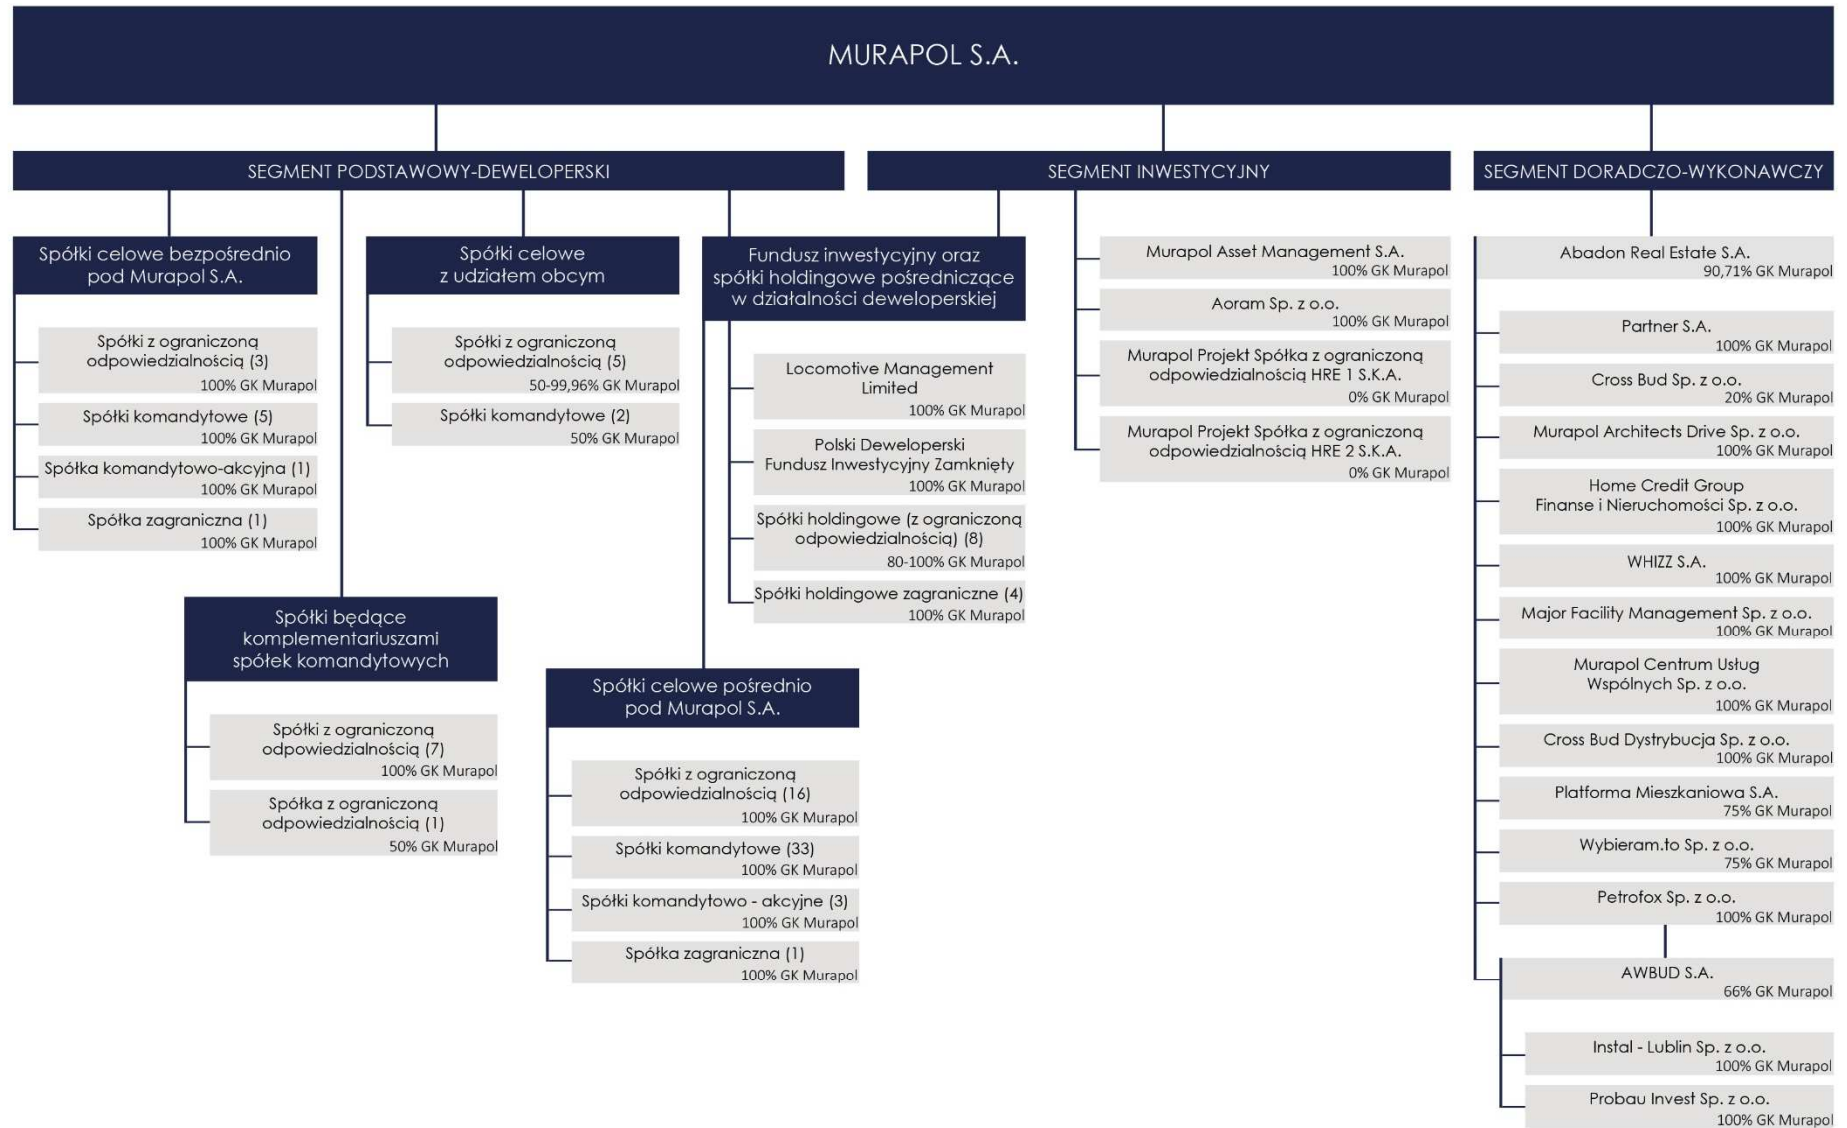 MURAPOL S.A.
SEGMENT PODSTAWOWY-DEWELOPERSKI
Spółki celowe bezpośrednio
pod Murapol S.A.
Spółki z ograniczoną
odpowiedzialnością (3)
100% GK Murapol
Spółki komandytowe (5)
100% GK Murapol
Spółka komandytowo-akcyjna (1)
100% GK Murapol
Spółka zagraniczna (1)
100% GK Murapol
Spółki będące
komplementariuszami
spółek komandytowych
Spółki z ograniczoną
odpowiedzialnością (7)
100% GK Murapol
Spółka z ograniczoną
odpowiedzialnością (1)
50% GK Murapol
Spółki celowe
z udziałem obcym
Spółki z ograniczoną
odpowiedzialnością (5)
50-99,96% GK Murapol
Spółki komandytowe (2)
50% GK Murapol
Fundusz inwestycyjny oraz
spółki holdingowe pośredniczące
w działalności deweloperskiej
Locomotive Management
Limited
100% GK Murapol
Polski Deweloperski
Fundusz Inwestycyjny Zamknięty
100% GK Murapol
Spółki holdingowe (z ograniczoną
odpowiedzialnością) (8)
80-100% GK Murapol
Spółki holdingowe zagraniczne (4)
100% GK Murapol
Spółki celowe pośrednio
pod Murapol S.A.
Spółki z ograniczoną
odpowiedzialnością (16)
100% GK Murapol
Spółki komandytowe (33)
100% GK Murapol
Spółki komandytowo - akcyjne (3)
100% GK Murapol
Spółka zagraniczna (1)
100% GK Murapol
SEGMENT INWESTYCYJNY
Murapol Asset Management S.A.
100% GK Murapol
Aoram Sp. z o.o.
100% GK Murapol
Murapol Projekt Spółka z ograniczoną
odpowiedzialnością HRE 1 S.K.A.
0% GK Murapol
Murapol Projekt Spółka z ograniczoną
odpowiedzialnością HRE 2 S.K.A.
0% GK Murapol
SEGMENT DORADCZO-WYKONAWCZY
Abadon Real Estate S.A.
90,71% GK Murapol
Partner S.A.
100% GK Murapol
Cross Bud Sp. z o.o.
20% GK Murapol
Murapol Architects Drive Sp. z o.o.
100% GK Murapol
Home Credit Group
Finanse i Nieruchomości Sp. z o.o.
100% GK Murapol
WHIZZ S.A.
100% GK Murapol
Major Facility Management Sp. z o.o.
100% GK Murapol
Murapol Centrum Usług
Wspólnych Sp. z o.o.
100% GK Murapol
Cross Bud Dystrybucja Sp. z o.o.
100% GK Murapol
Platforma Mieszkaniowa S.A.
75% GK Murapol
Wybieram.to Sp. z o.o.
75% GK Murapol
Petrofox Sp. z o.o.
100% GK Murapol
AWBUD S.A.
66% GK Murapol
Instal - Lublin Sp. z o.o.
100% GK Murapol
Probau Invest Sp. z o.o.
100% GK Murapol